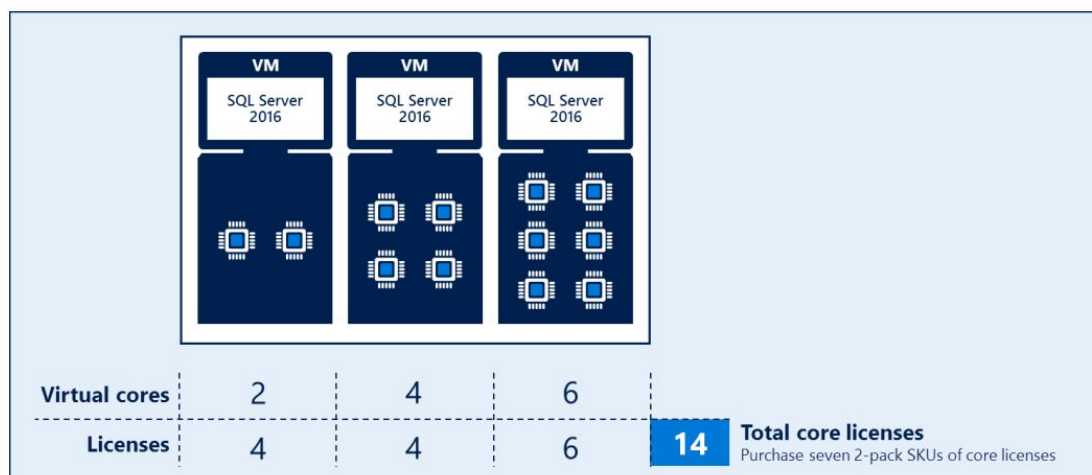 VM
SQL Server
2016
VM
SQL Server
2016
VM
SQL Server
2016
Virtual cores 2 4 6
Licenses 4 4 6 14
Total core licenses
Purchase seven 2-pack SKUs of core licenses